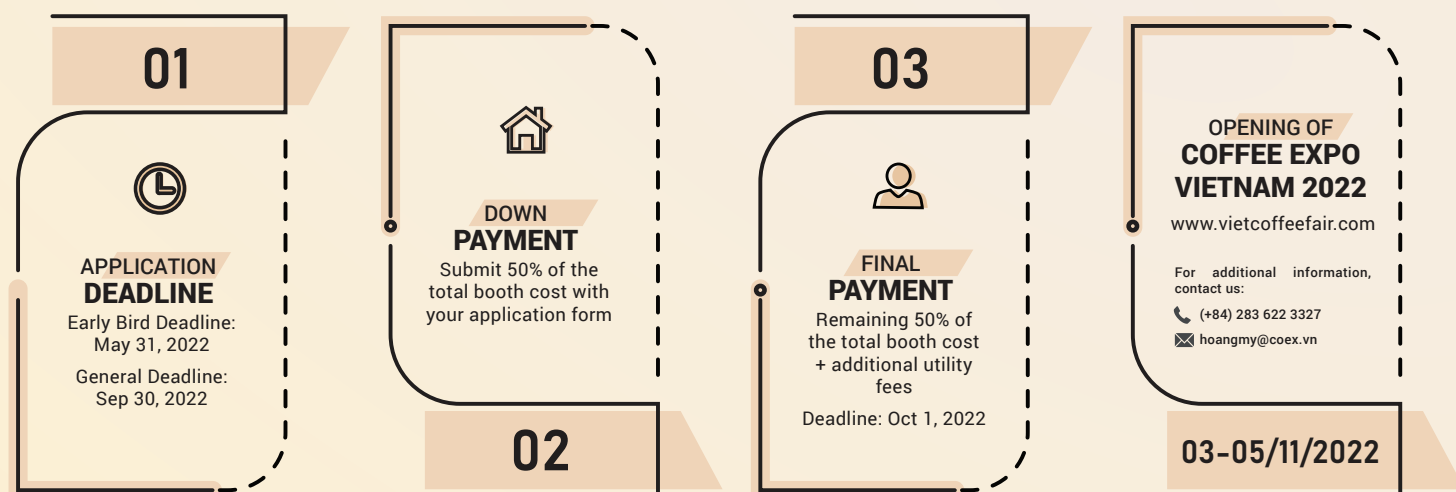 01
APPLICATION
DEADLINE
Early Bird Deadline:
May 31, 2022
General Deadline:
Sep 30, 2022
DOWN
PAYMENT
Submit 50% of the
total booth cost with
your application form
02
03
FINAL
PAYMENT
Remaining 50% of
the total booth cost
+ additional utility
fees
Deadline: Oct 1, 2022
OPENING OF
COFFEE EXPO
VIETNAM 2022
www.vietcoffeefair.com
For additional information,
contact us:
(+84) 283 622 3327
hoangmy@coex.vn
03-05/11/2022